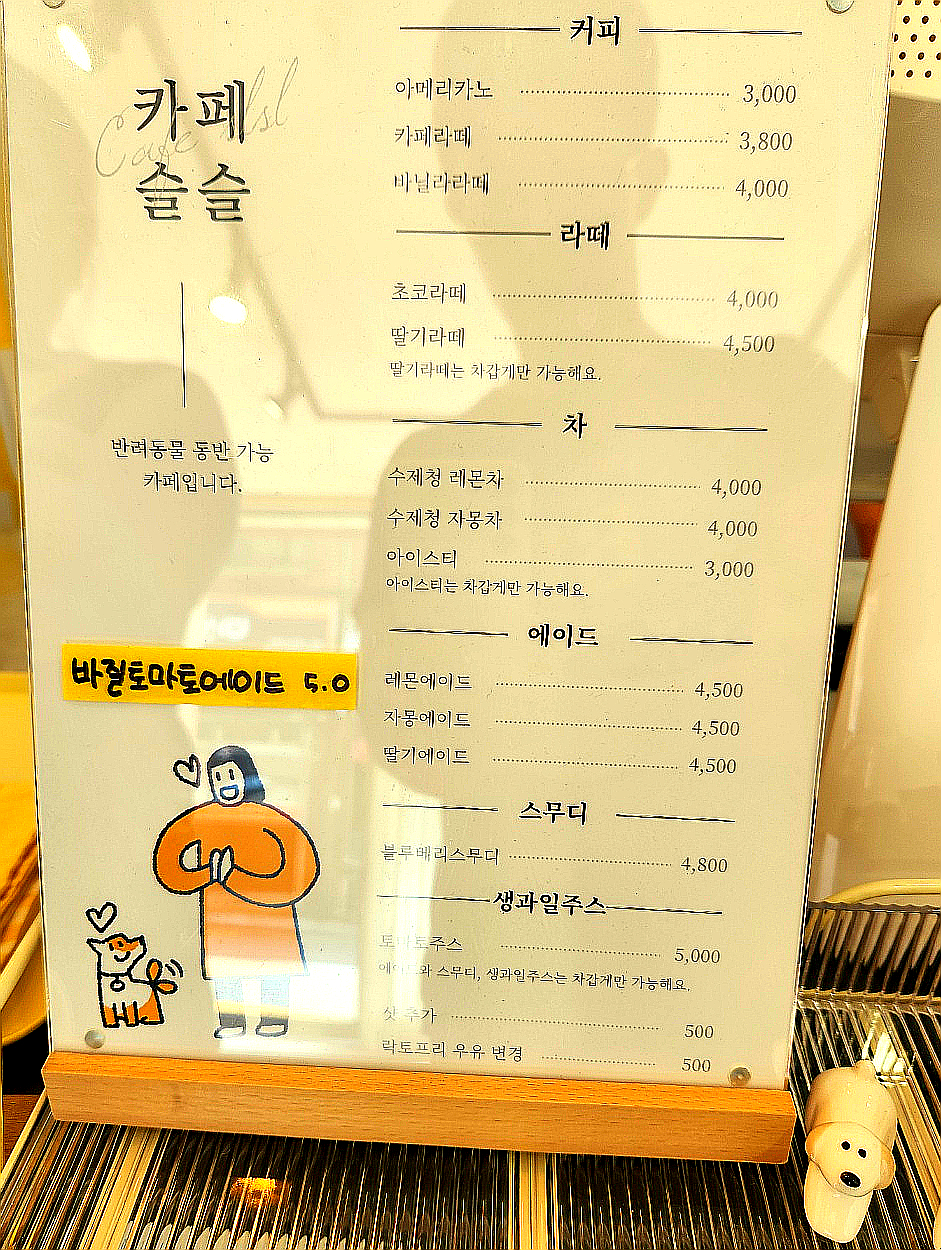 카페
슬슬
반려동물 동반 가능
카페입니다.
바질토마토에이드 5.0
커피
아메리카노 3,000
카페라떼 3,800
바닐라라떼 4,000
라떼
초코라떼 4,000
딸기라떼 4,500
딸기라떼는 차갑게만 가능해요.
차
수제청 레몬차 4,000
수제청 자몽차 4,000
아이스티 3,000
아이스티는 차갑게만 가능해요.
에이드
레몬에이드 4,500
자몽에이드 4,500
딸기에이드 4,500
스무디
블루베리스무디 4,800
생과일주스
토마토주스 5,000
에이드와 스무디, 생과일주스는 차갑게만 가능해요.
샷 추가 500
락토프리 우유 변경 500